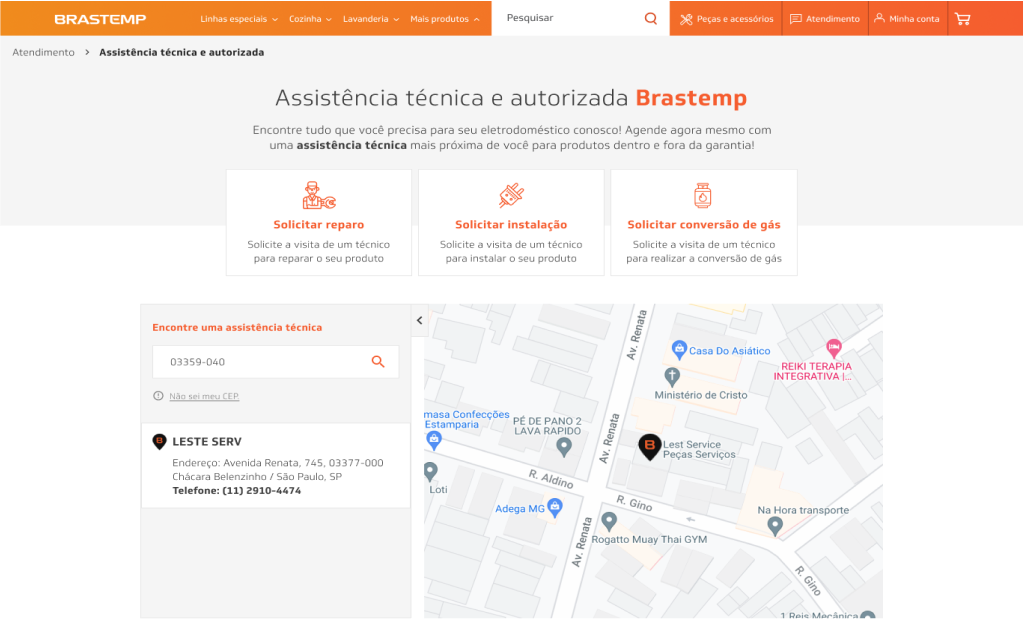 BRASTEMP
Linhas especiais
Cozinha
Lavanderia
Mais produtos
Pesquisar
Peças e acessórios
Atendimento
Minha conta
Atendimento > Assistência técnica e autorizada
Assistência técnica e autorizada Brastemp
Encontre tudo que você precisa para seu eletrodoméstico conosco! Agende agora mesmo com
uma assistência técnica mais próxima de você para produtos dentro e fora da garantia!
Solicitar reparo
Solicite a visita de um técnico
para reparar o seu produto
Solicitar instalação
Solicite a visita de um técnico
para instalar o seu produto
Solicitar conversão de gás
Solicite a visita de um técnico
para realizar a conversão de gás
Encontre uma assistência técnica
03359-040
Não sei meu CEP.
B
LESTE SERV
Endereço: Avenida Renata, 745, 03377-000
Chácara Belenzinho / São Paulo, SP
Telefone: (11) 2910-4474
Av. Renata
Casa Do Asiático
REIKI TERAPIA
INTEGRATIVA |...
Ministério de Cristo
masa Confecções
Estamparia
PÉ DE PANO 2
LAVA RAPIDO
Av. Renata
B
Lest Service
Peças Serviços
Loti
R. Aldino
R. Gino
Adega MG
Na Hora transporte
Rogatto Muay Thai GYM
Av. Renata
R. Gino
1 Reis Mecânica